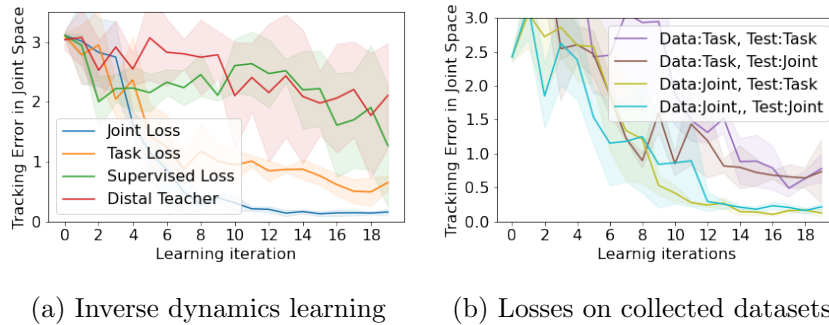 Tracking Error in Joint Space
3
2
1
0
Joint Loss
Task Loss
Supervised Loss
Distal Teacher
0 2 4 6 8 10 12 14 16 18
Learning iteration
(a) Inverse dynamics learning
Trackinng Error in Joint Space
3.0
2.5
2.0
1.5
1.0
0.5
0.0
Data:Task, Test:Task
Data:Task, Test:Joint
Data:Joint, Test:Task
Data:Joint,, Test:Joint
0 2 4 6 8 10 12 14 16 18
Learning iterations
(b) Losses on collected datasets